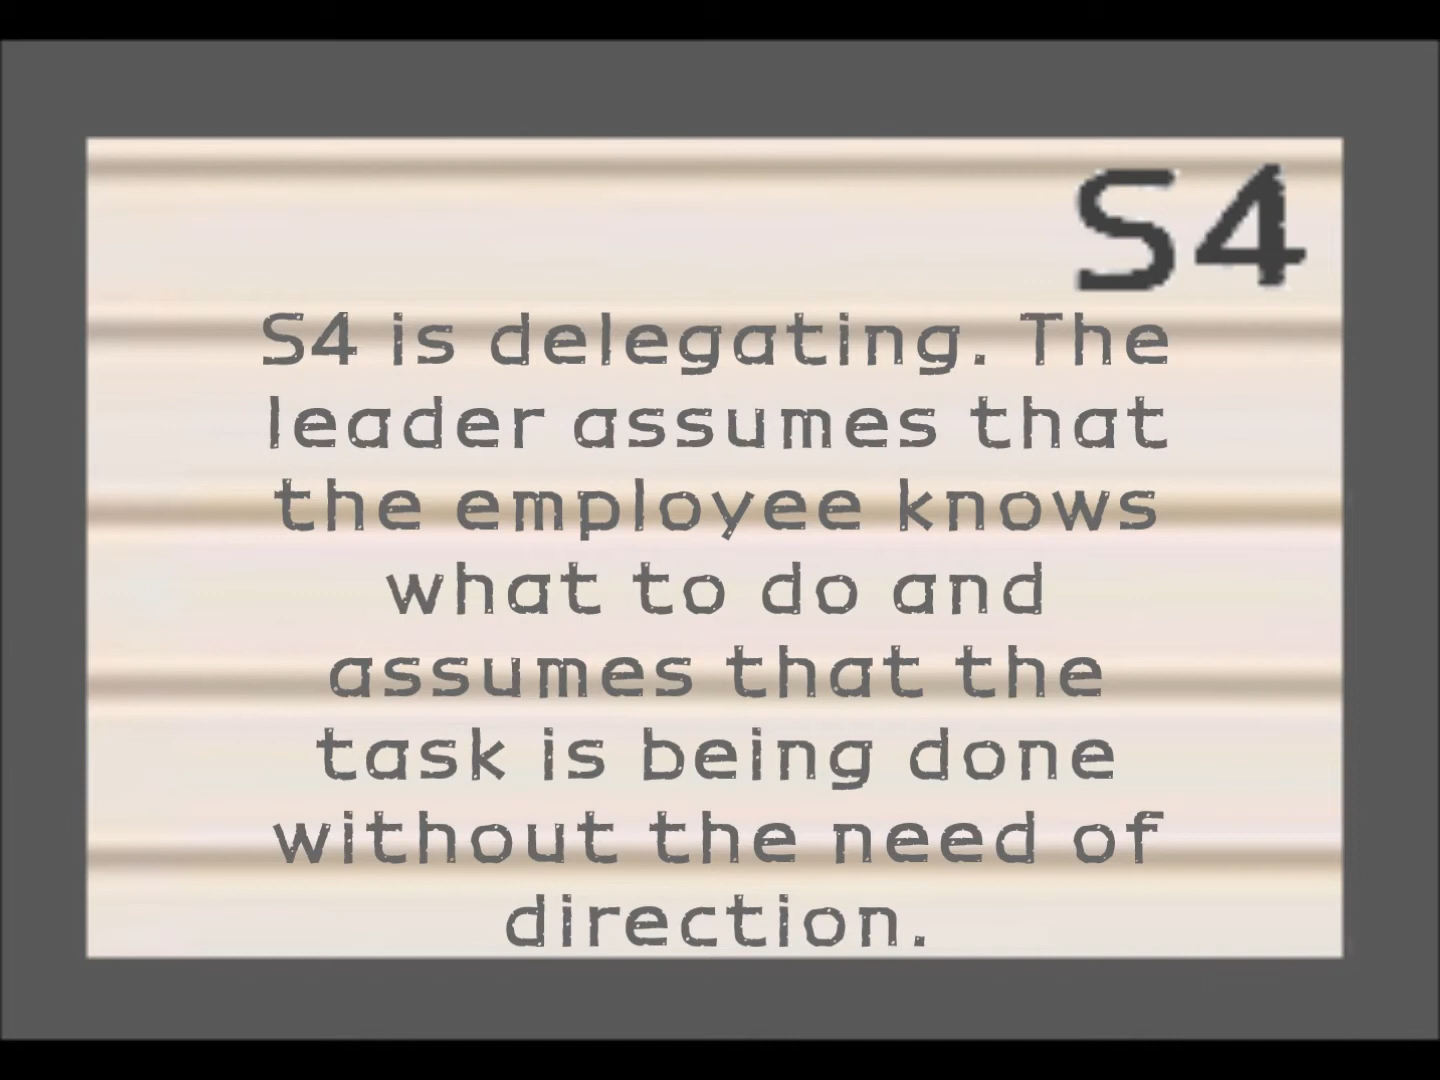 S4
S4 is delegating. The
leader assumes that
the employee knows
what to do and
assumes that the
task is being done
without the need of
direction.